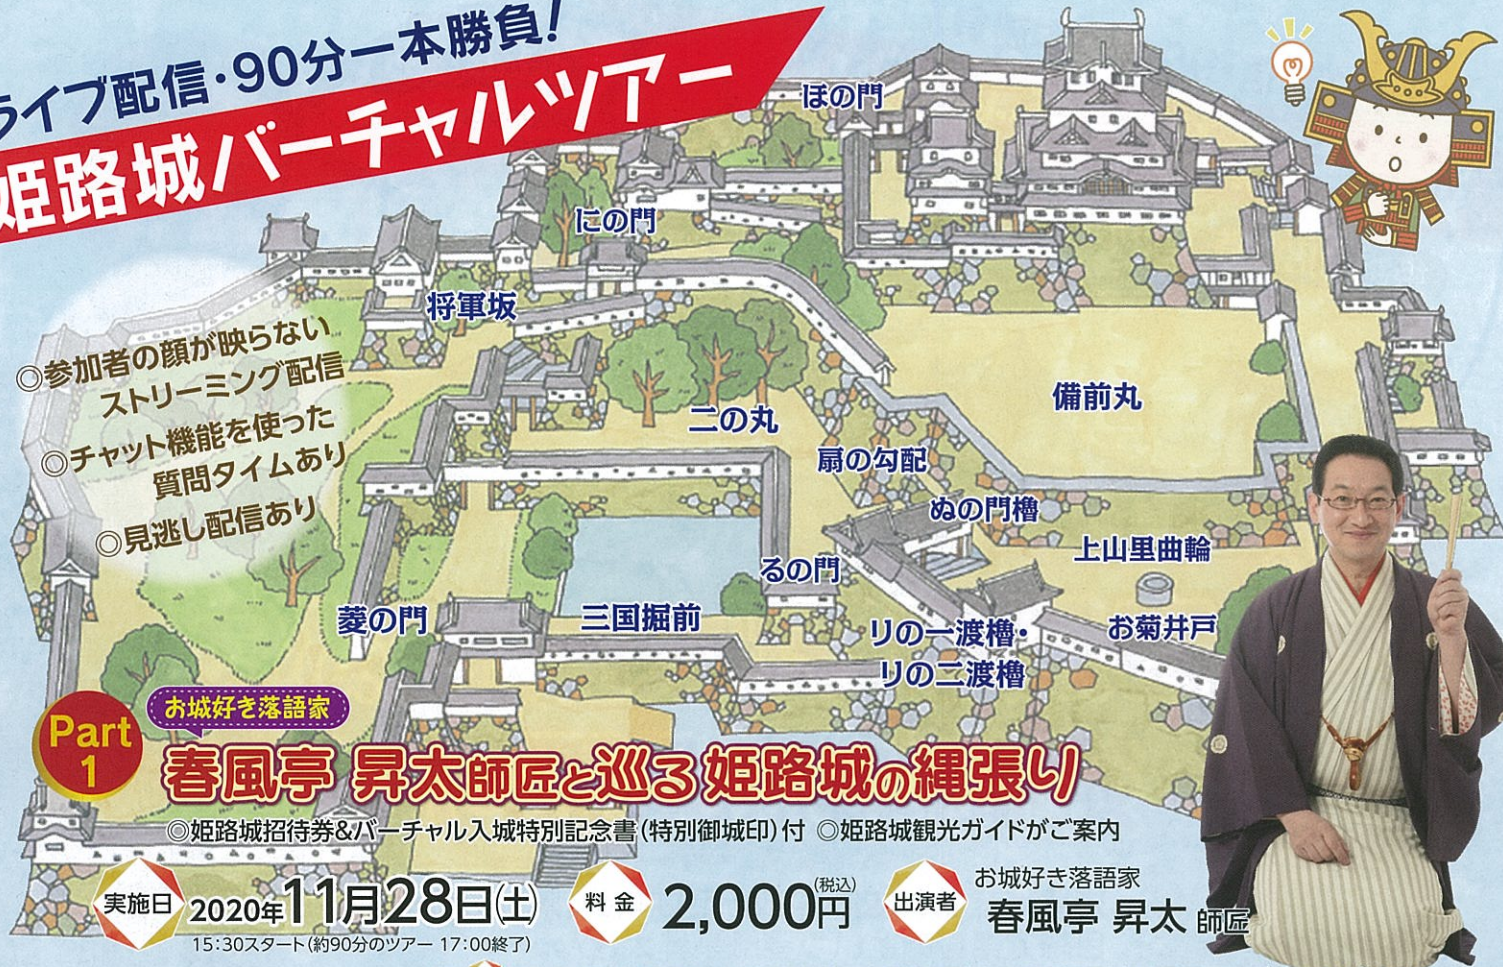 ライブ配信・90分一本勝負!
姫路城バーチャルツアー
ほの門
にの門
将軍坂
◎参加者の顔が映らない
ストリーミング配信
◎チャット機能を使った
質問タイムあり
◎見逃し配信あり
備前丸
二の丸
扇の勾配
ぬの門櫓
上山里曲輪
るの門
菱の門
三国掘前
リの一渡櫓・
リの二渡櫓
お菊井戸
Part
1
お城好き落語家
春風亭 昇太師匠と巡る 姫路城の縄張り
◎姫路城招待券&バーチャル入城特別記念書(特別御城印)付 ◎姫路城観光ガイドがご案内
実施日
2020年11月28日(土)
15:30スタート(約90分のツアー 17:00終了)
料金
2,000円(税込)
出演者
お城好き落語家
春風亭 昇太 師匠